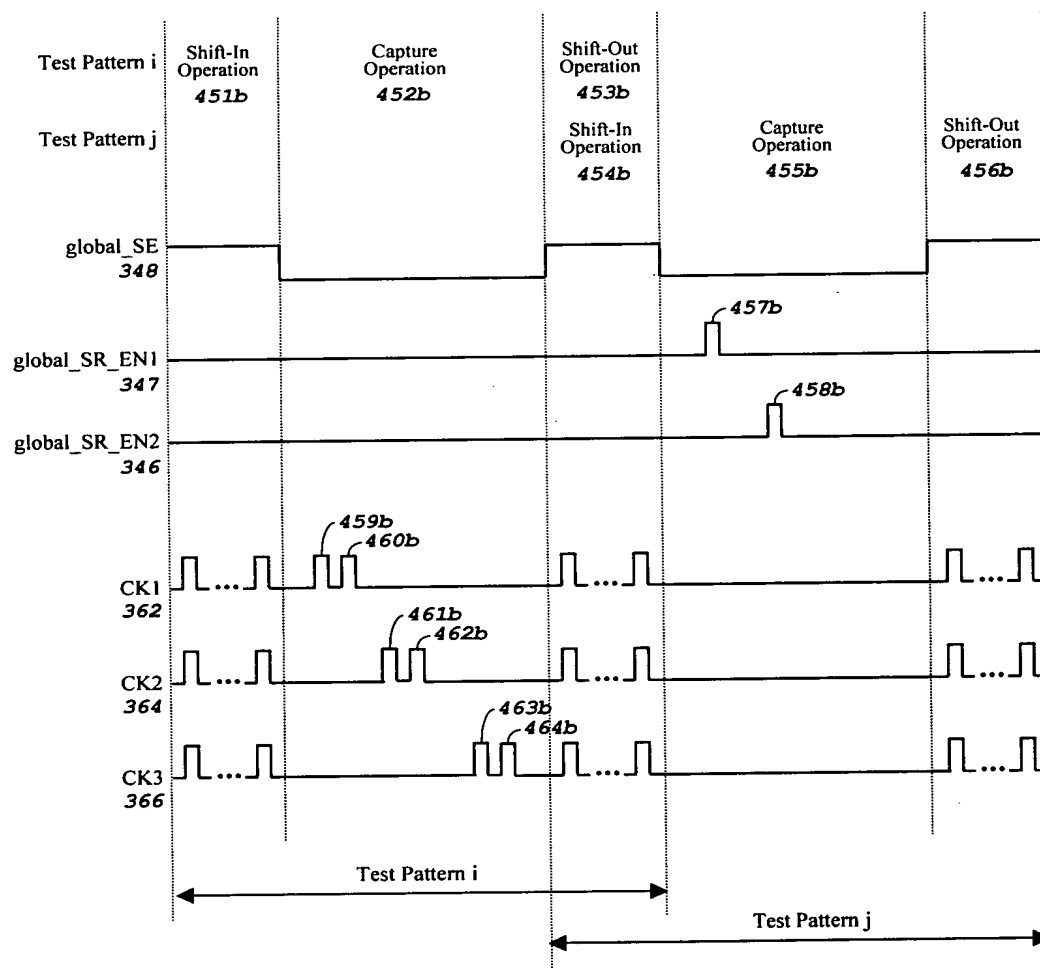 Test Pattern i
Shift-In
Operation
451b
Capture
Operation
452b
Shift-Out
Operation
453b
Test Pattern j
Shift-In
Operation
454b
Capture
Operation
455b
Shift-Out
Operation
456b
global_SE
348
457b
global_SR_EN1
347
458b
global_SR_EN2
346
459b
460b
CK1
362
461b
462b
CK2
364
463b
464b
CK3
366
Test Pattern i
Test Pattern j